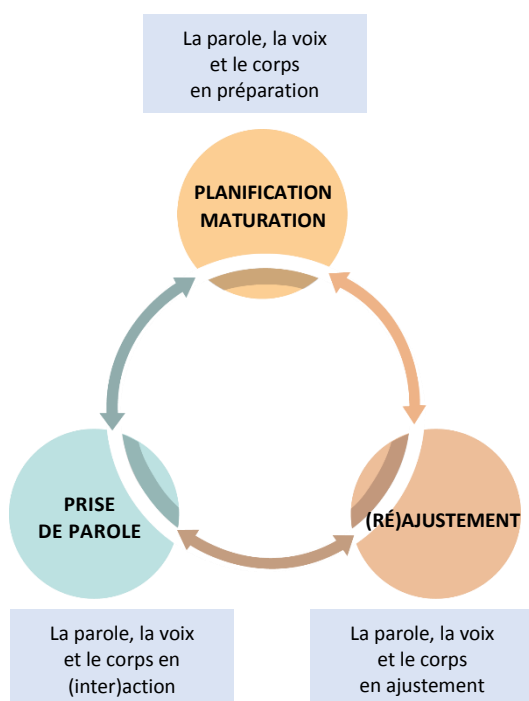 La parole, la voix
et le corps
en préparation
PLANIFICATION
MATURATION
PRISE
DE PAROLE
(RÉ)AJUSTEMENT
La parole, la voix
et le corps en
(inter)action
La parole, la voix
et le corps
en ajustement